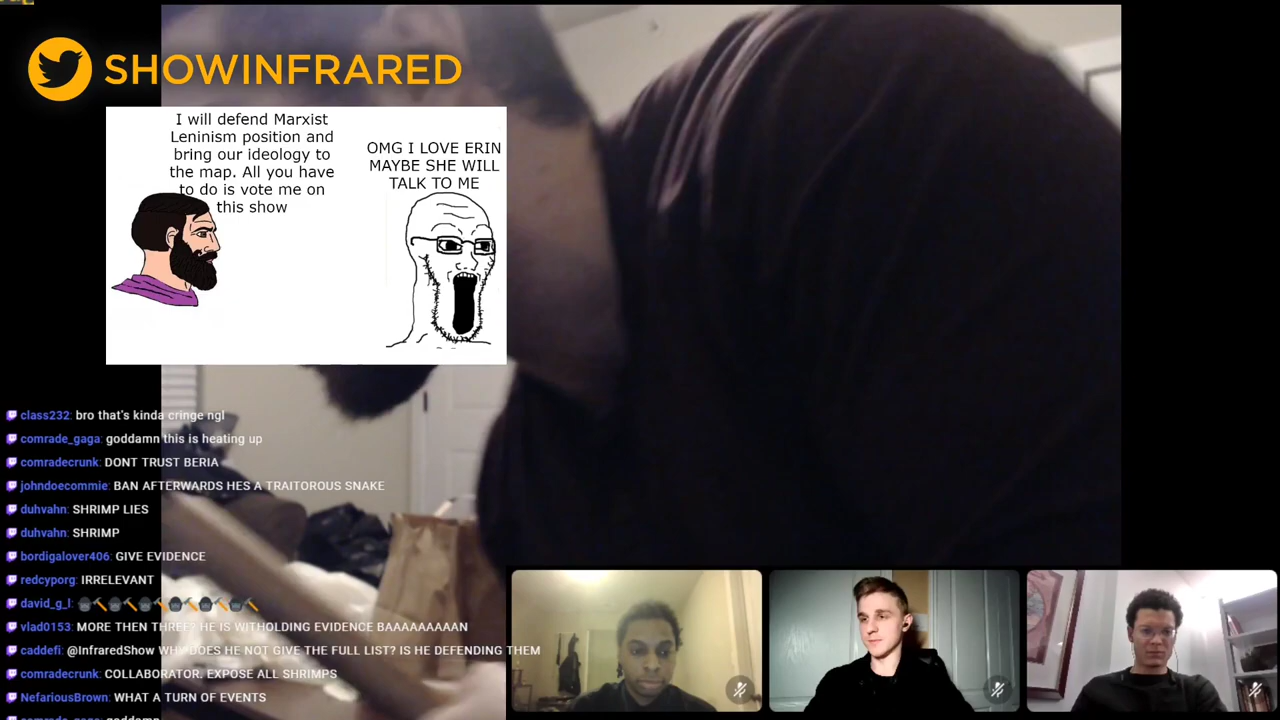 SHOWINFRARED
I will defend Marxist
Leninism position and
bring our ideology to
the map. All you have
to do is vote me on
this show
OMG I LOVE ERIN
MAYBE SHE WILL
TALK TO ME
class232: bro that's kinda cringe ngl
comrade_gaga: goddamn this is heating up
comradecrunk: DONT TRUST BERIA
johndoecommie: BAN AFTERWARDS HES A TRAITOROUS SNAKE
duhvahn: SHRIMP LIES
duhvahn: SHRIMP
bordigalover406: GIVE EVIDENCE
redcyporg: IRRELEVANT
david_g_l:
vlad0153: MORE THEN THREE? HE IS WITHOLDING EVIDENCE BAAAAAAAAN
caddefi: @InfraredShow WHY DOES HE NOT GIVE THE FULL LIST? IS HE DEFENDING THEM
comradecrunk: COLLABORATOR. EXPOSE ALL SHRIMPS
NefariousBrown: WHAT A TURN OF EVENTS
comrade_gaga: goddamn